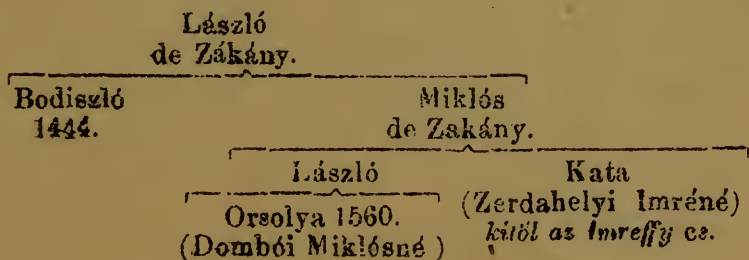 László
de Zákány.
Bodiszló Miklós
1444. de Zakány.
László Kata
Orsolya 1560. (Zerdahelyi Imréné)
(Dombói Miklósné) kitől az Imreffy cs.